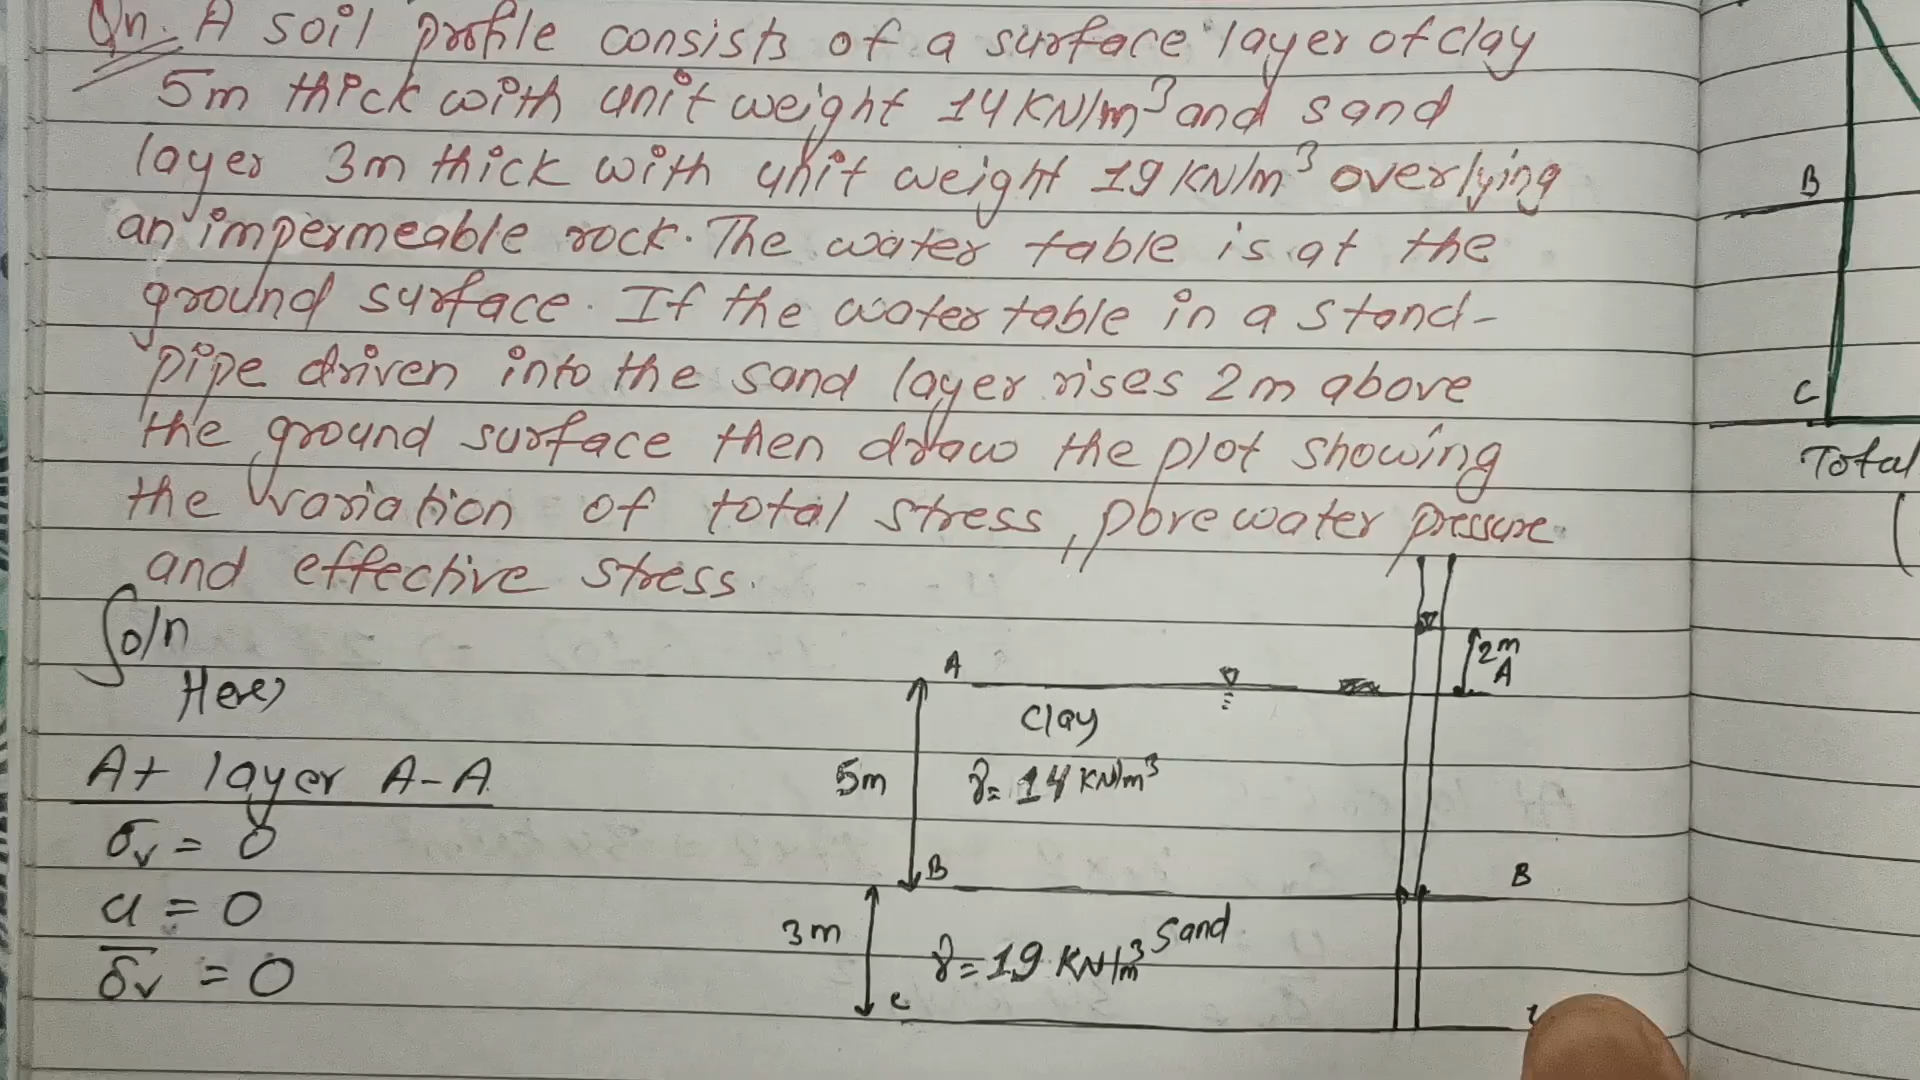 Qn. A soil profile consists of a surface layer of clay
5m thick with unit weight 14 KN/m³ and sand
layer 3m thick with unit weight 19 KN/m³ overlying
an impermeable rock. The water table is at the
ground surface. If the water table in a stand-
pipe driven into the sand layer rises 2m above
the ground surface then draw the plot showing
the variation of total stress, pore water pressure
and effective stress.
Soln
Here,
At layer A-A
σv = 0
u = 0
σ̅v = 0
A
2m
A
Clay
5m
γ = 14 KN/m³
B
B
3m
Sand
γ = 19 KN/m³
c
B
C
Total
(